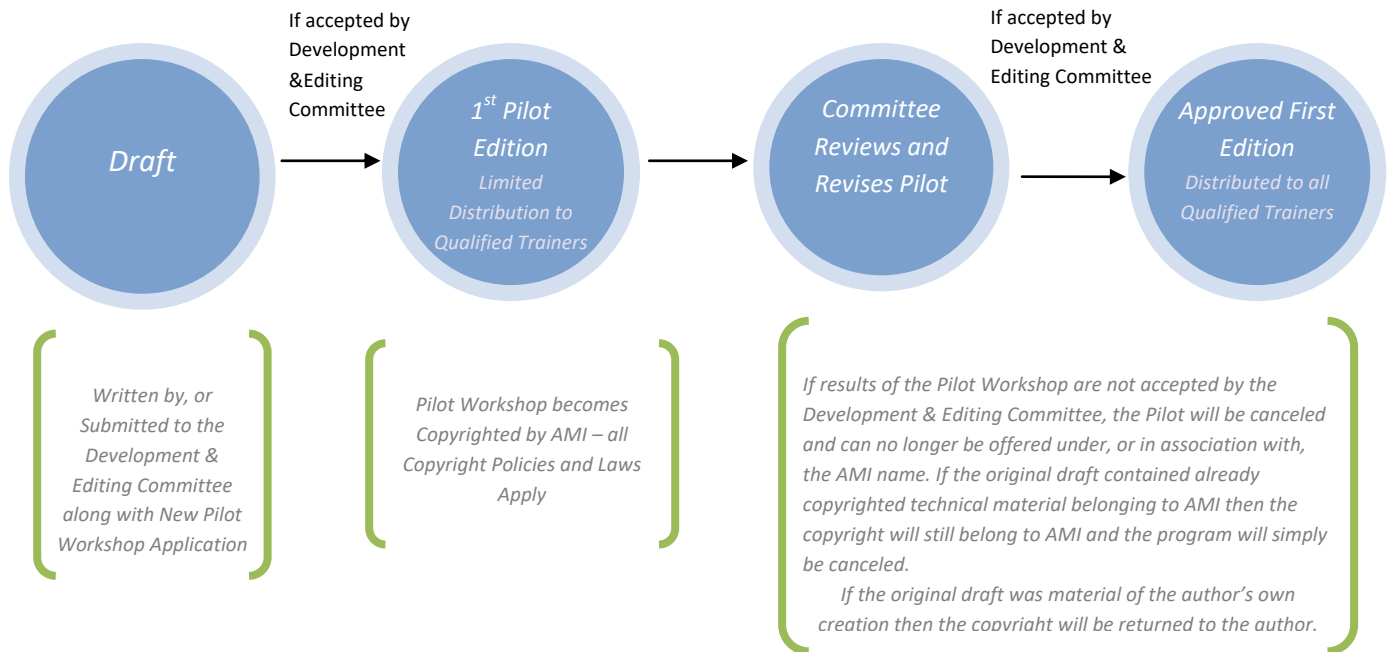 Draft
If accepted by
Development
&Editing
Committee
1st Pilot
Edition
Limited
Distribution to
Qualified Trainers
Committee
Reviews and
Revises Pilot
If accepted by
Development &
Editing Committee
Approved First
Edition
Distributed to all
Qualified Trainers
Written by, or
Submitted to the
Development &
Editing Committee
along with New Pilot
Workshop Application
Pilot Workshop becomes
Copyrighted by AMI – all
Copyright Policies and Laws
Apply
If results of the Pilot Workshop are not accepted by the
Development & Editing Committee, the Pilot will be canceled
and can no longer be offered under, or in association with,
the AMI name. If the original draft contained already
copyrighted technical material belonging to AMI then the
copyright will still belong to AMI and the program will simply
be canceled.
If the original draft was material of the author's own
creation then the copyright will be returned to the author.